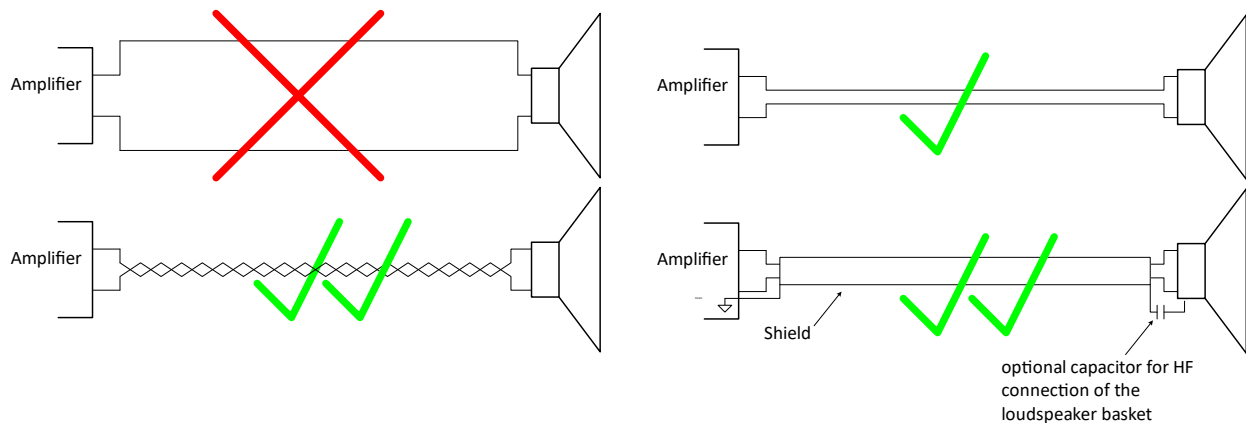 Amplifier
Amplifier
Amplifier
Amplifier
Shield
optional capacitor for HF
connection of the
loudspeaker basket